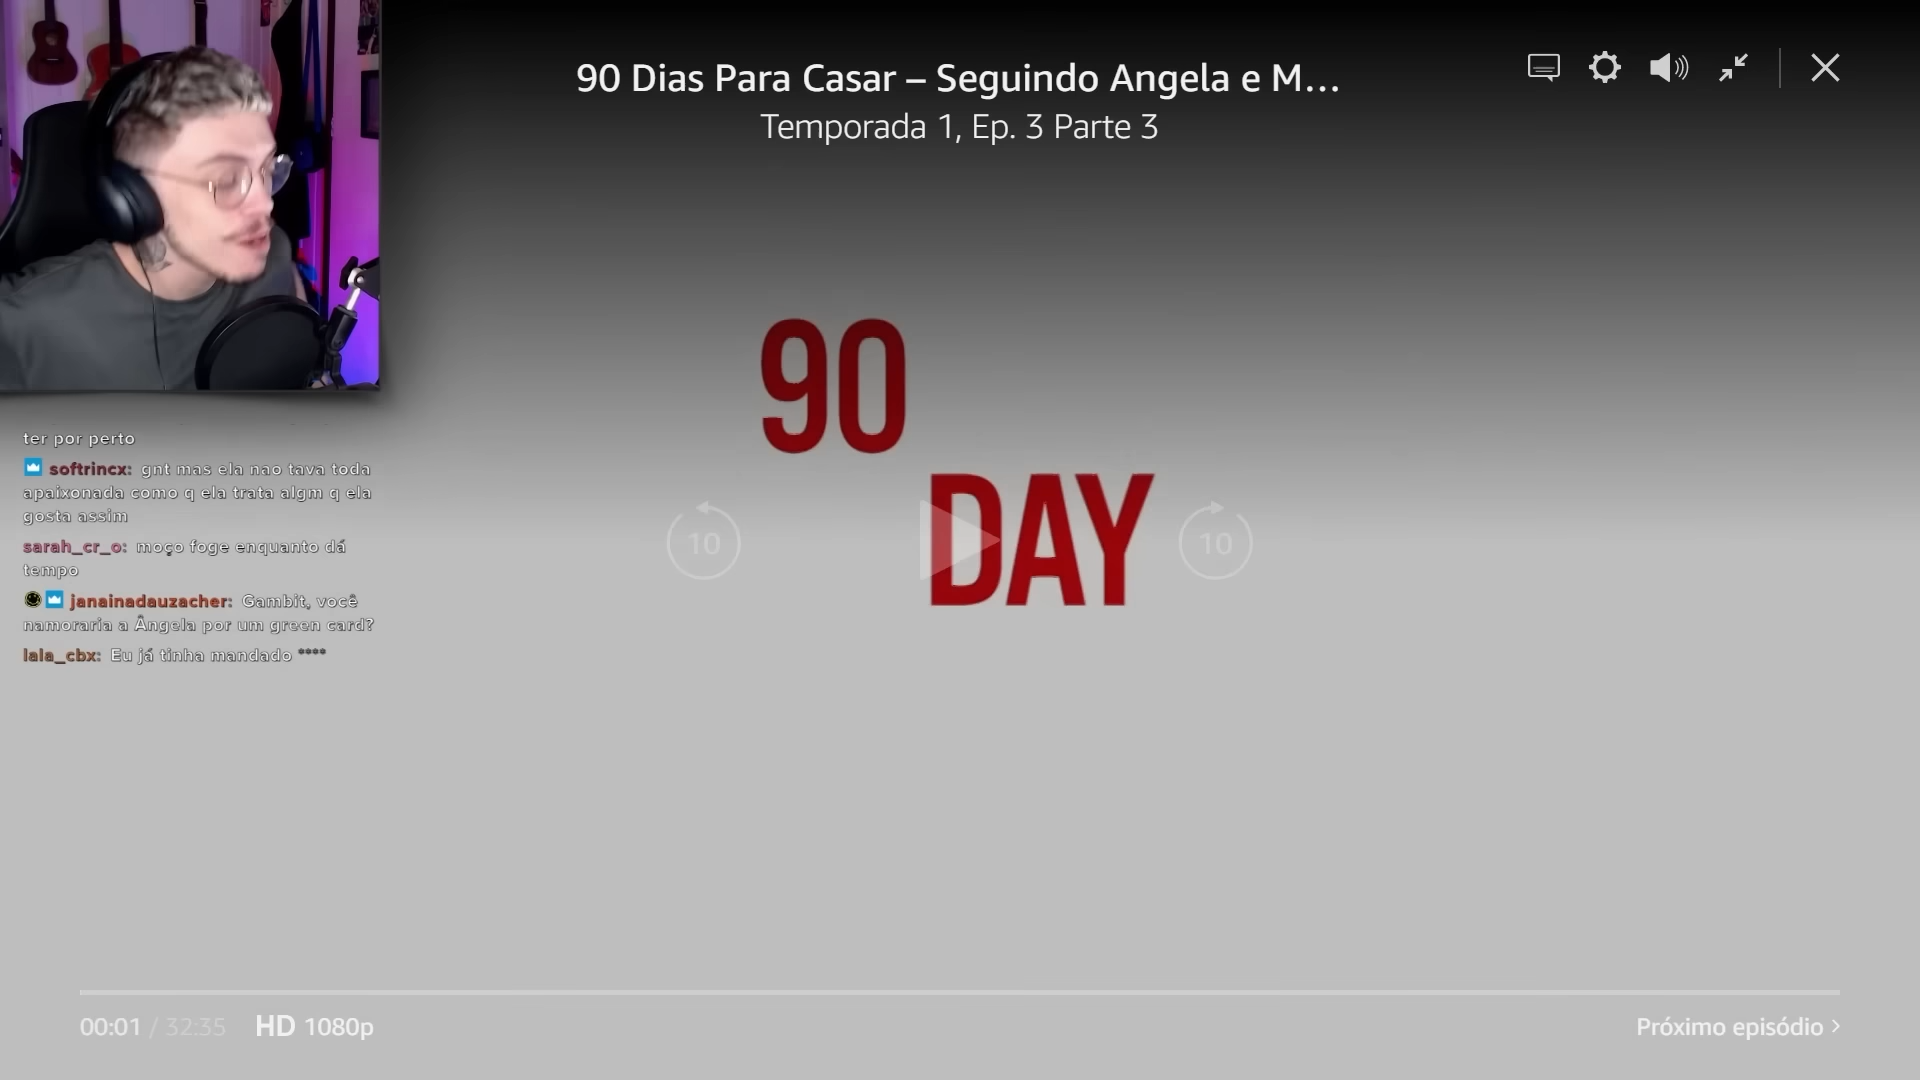 90 Dias Para Casar – Seguindo Angela e M...
Temporada 1, Ep. 3 Parte 3
90
DAY
10
10
ter por perto
softrincx: gnt mas ela nao tava toda
apaixonada como q ela trata algm q ela
gosta assim
sarah_cr_o: moço foge enquanto dá
tempo
janainadauzacher: Gambit, você
namoraria a Ângela por um green card?
lala_cbx: Eu já tinha mandado ****
00:01 / 32:35 HD 1080p
Próximo episódio